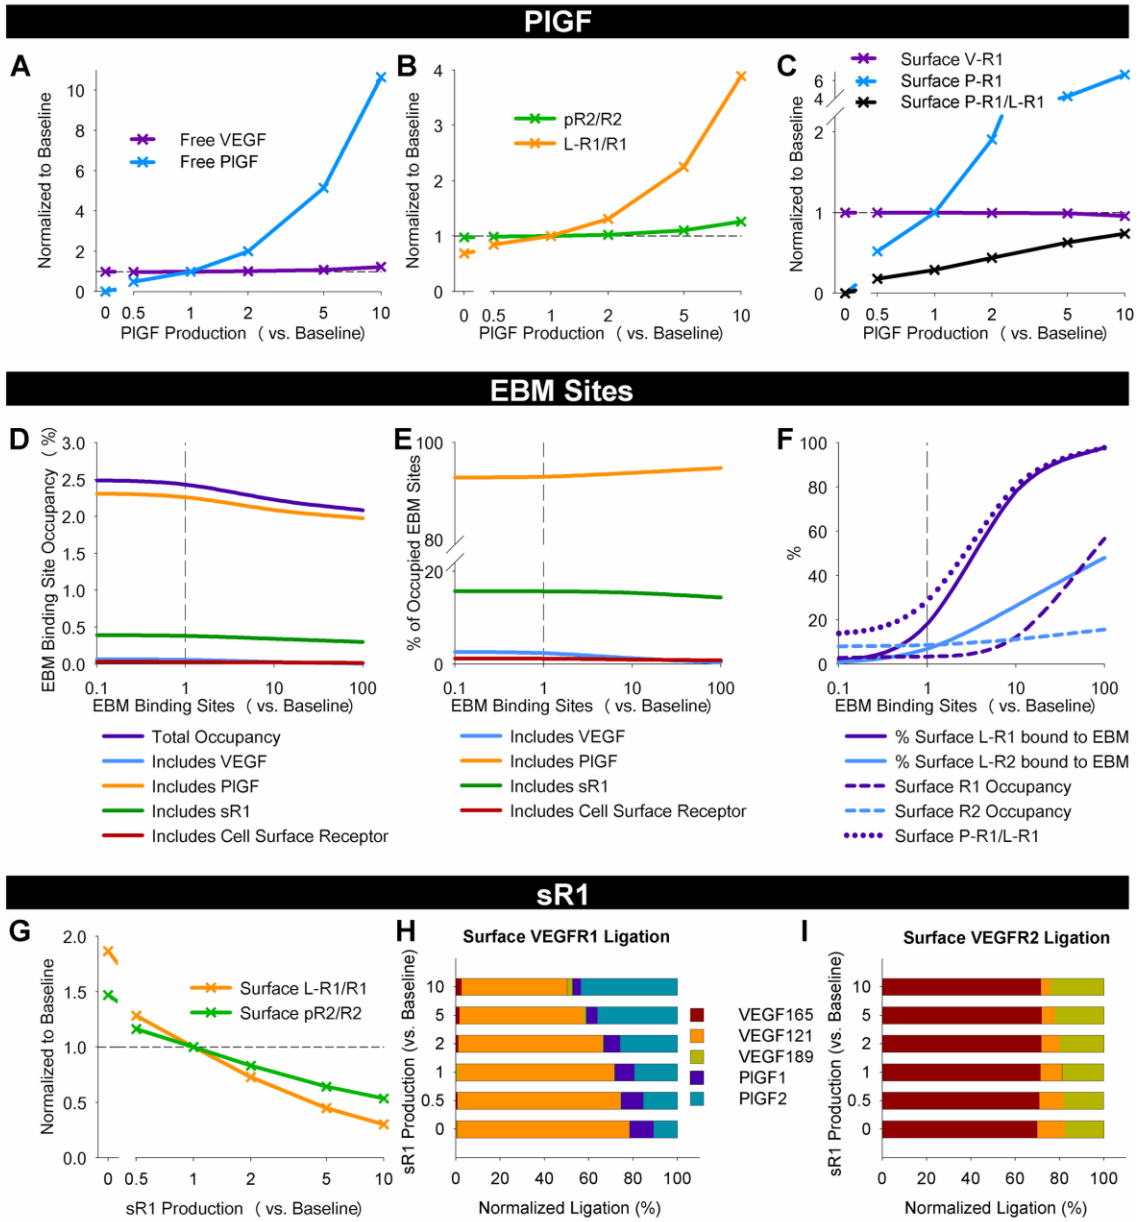 PlGF
A
Normalized to Baseline
10
8
6
4
2
0
Free VEGF
Free PlGF
0 0.5 1 2 5 10
PlGF Production ( vs. Baseline)
B
Normalized to Baseline
4
3
2
1
0
pR2/R2
L-R1/R1
0 0.5 1 2 5 10
PlGF Production ( vs. Baseline)
C
Normalized to Baseline
6
4
2
1
0
Surface V-R1
Surface P-R1
Surface P-R1/L-R1
0 0.5 1 2 5 10
PlGF Production ( vs. Baseline)
EBM Sites
D
EBM Binding Site Occupancy ( %)
3.0
2.5
2.0
1.5
1.0
0.5
0.0
0.1 1 10 100
EBM Binding Sites ( vs. Baseline)
Total Occupancy
Includes VEGF
Includes PlGF
Includes sR1
Includes Cell Surface Receptor
E
% of Occupied EBM Sites
100
80
20
0
0.1 1 10 100
EBM Binding Sites ( vs. Baseline)
Includes VEGF
Includes PlGF
Includes sR1
Includes Cell Surface Receptor
F
%
100
80
60
40
20
0
0.1 1 10 100
EBM Binding Sites ( vs. Baseline)
% Surface L-R1 bound to EBM
% Surface L-R2 bound to EBM
Surface R1 Occupancy
Surface R2 Occupancy
Surface P-R1/L-R1
sR1
G
Normalized to Baseline
2.0
1.5
1.0
0.5
0.0
Surface L-R1/R1
Surface pR2/R2
0 0.5 1 2 5 10
sR1 Production ( vs. Baseline)
H
Surface VEGFR1 Ligation
sR1 Production (vs. Baseline)
10
5
2
1
0.5
0
0 20 40 60 80 100
Normalized Ligation (%)
VEGF165
VEGF121
VEGF189
PlGF1
PlGF2
I
Surface VEGFR2 Ligation
sR1 Production (vs. Baseline)
10
5
2
1
0.5
0
0 20 40 60 80 100
Normalized Ligation (%)